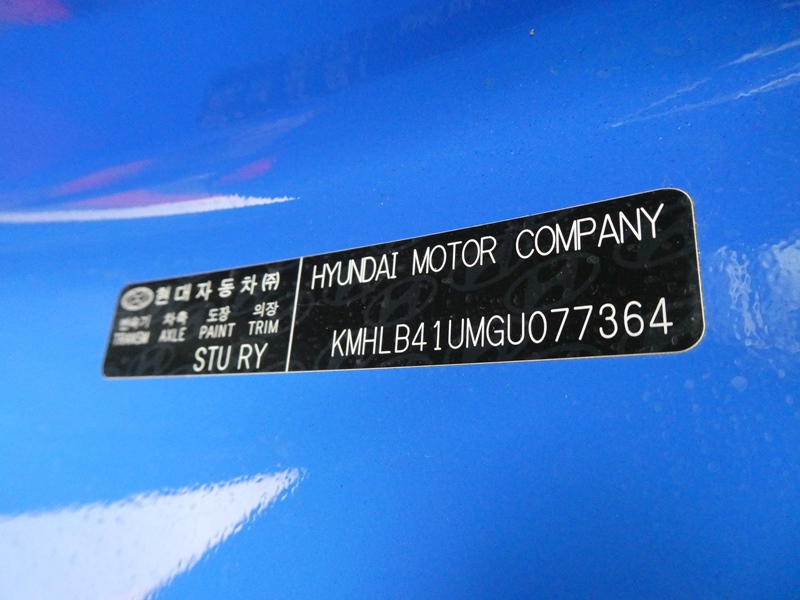 현대자동차㈜
변속기 차축 도장 의장
TRANSM AXLE PAINT TRIM
STU RY
HYUNDAI MOTOR COMPANY
KMHLB41UMGU077364